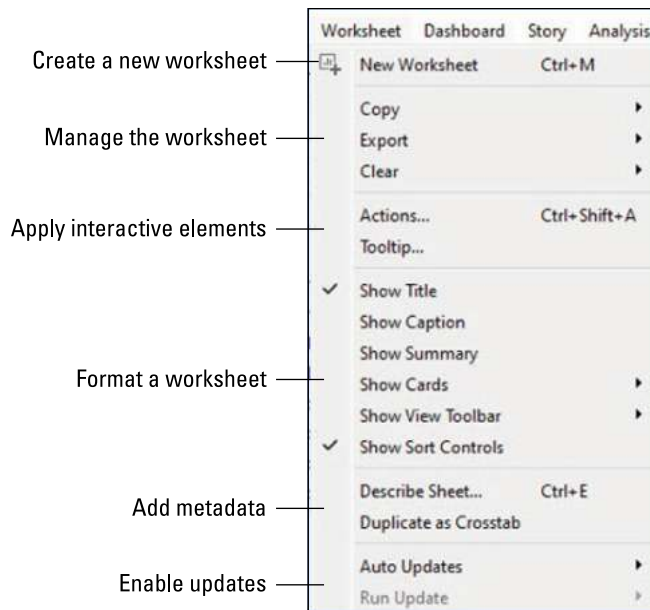 Worksheet Dashboard Story Analysis
Create a new worksheet New Worksheet Ctrl+M
Copy
Manage the worksheet Export
Clear
Apply interactive elements Actions... Ctrl+Shift+A
Tooltip...
Show Title
Show Caption
Show Summary
Format a worksheet Show Cards
Show View Toolbar
Show Sort Controls
Describe Sheet... Ctrl+E
Add metadata Duplicate as Crosstab
Auto Updates
Enable updates Run Update